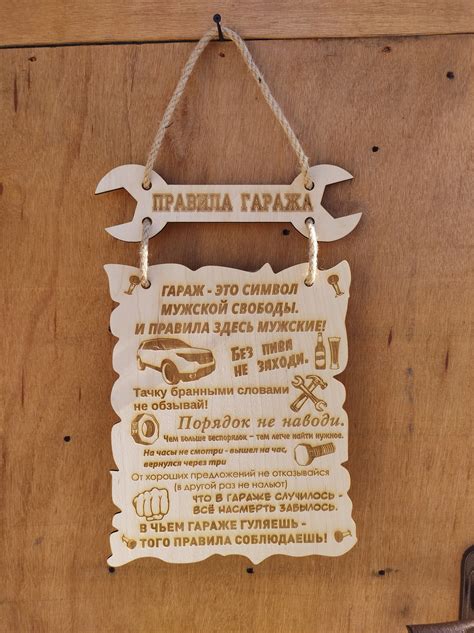 ПРАВИЛА ГАРАЖА
ГАРАЖ - ЭТО СИМВОЛ
МУЖСКОЙ СВОБОДЫ.
И ПРАВИЛА ЗДЕСЬ МУЖСКИЕ!
БЕЗ ПИВА
НЕ ЗАХОДИ.
Тачку бранными словами
не обзывай!
Порядок не наводи.
Чем больше беспорядок – тем легче найти нужное.
На часы не смотри - вышел на час,
вернулся через три
От хороших предложений не отказывайся
(в другой раз не нальют)
ЧТО В ГАРАЖЕ СЛУЧИЛОСЬ -
ВСЁ НАСМЕРТЬ ЗАБЫЛОСЬ.
В ЧЬЕМ ГАРАЖЕ ГУЛЯЕШЬ -
ТОГО ПРАВИЛА СОБЛЮДАЕШЬ!